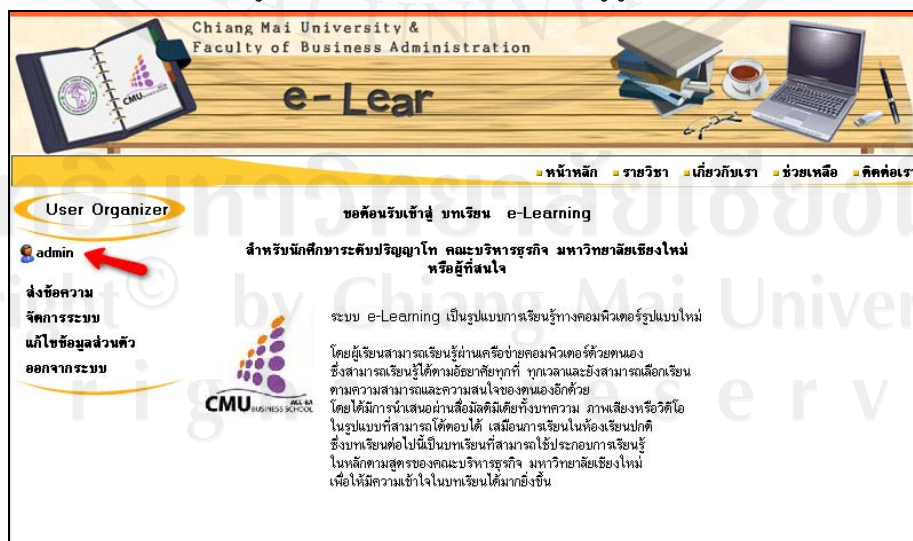 Chiang Mai University &
Faculty of Business Administration
e-Lear
CMU
หน้าหลัก รายวิชา เกี่ยวกับเรา ช่วยเหลือ ติดต่อเรา
User Organizer
admin
ส่งข้อความ
จัดการระบบ
แก้ไขข้อมูลส่วนตัว
ออกจากระบบ
ขอต้อนรับเข้าสู่ บทเรียน e-Learning
สำหรับนักศึกษาระดับปริญญาโท คณะบริหารธุรกิจ มหาวิทยาลัยเชียงใหม่
หรือผู้ที่สนใจ
CMU BUSINESS SCHOOL
ระบบ e-Learning เป็นรูปแบบการเรียนรู้ทางคอมพิวเตอร์รูปแบบใหม่
โดยผู้เรียนสามารถเรียนรู้ผ่านเครือข่ายคอมพิวเตอร์ด้วยตนเอง
ซึ่งสามารถเรียนรู้ได้ตามอัธยาศัยทุกที่ ทุกเวลาและยังสามารถเลือกเรียน
ตามความสามารถและความสนใจของตนเองอีกด้วย
โดยได้มีการนำเสนอผ่านสื่อมัลติมีเดียทั้งบทความ ภาพเสียงหรือวิดีโอ
ในรูปแบบที่สามารถโต้ตอบได้ เสมือนการเรียนในห้องเรียนปกติ
ซึ่งบทเรียนต่อไปนี้เป็นบทเรียนที่สามารถใช้ประกอบการเรียนรู้
ในหลักตามสูตรของคณะบริหารธุรกิจ มหาวิทยาลัยเชียงใหม่
เพื่อให้มีความเข้าใจในบทเรียนได้มากยิ่งขึ้น
by Chiang Mai Univer